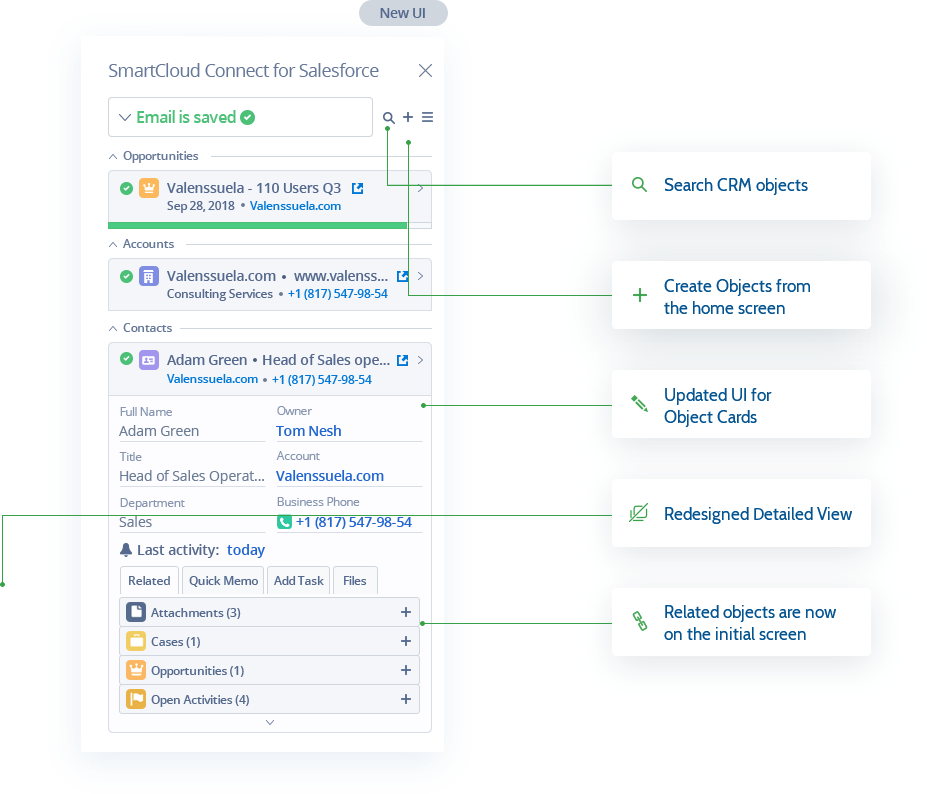 New UI
SmartCloud Connect for Salesforce
Email is saved
Opportunities
Valenssuela - 110 Users Q3
Sep 28, 2018 • Valenssuela.com
Accounts
Valenssuela.com • www.valenss...
Consulting Services • +1 (817) 547-98-54
Contacts
Adam Green • Head of Sales ope...
Valenssuela.com • +1 (817) 547-98-54
Full Name
Owner
Adam Green
Tom Nesh
Title
Account
Head of Sales Operat...
Valenssuela.com
Department
Business Phone
Sales
+1 (817) 547-98-54
Last activity: today
Related
Quick Memo
Add Task
Files
Attachments (3)
Cases (1)
Opportunities (1)
Open Activities (4)
Search CRM objects
Create Objects from
the home screen
Updated UI for
Object Cards
Redesigned Detailed View
Related objects are now
on the initial screen